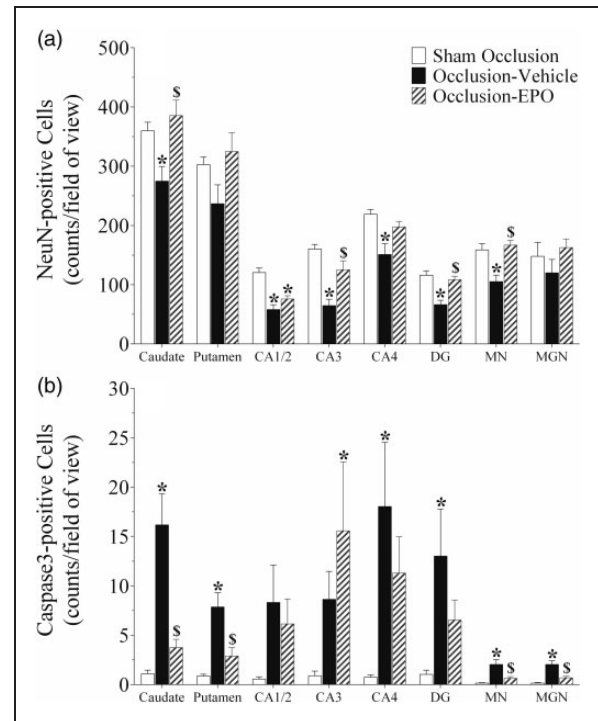 (a)
500
400
300
200
100
0
NeuN-positive Cells
(counts/field of view)
Sham Occlusion
Occlusion-Vehicle
Occlusion-EPO
* $ * * * $ * * $ * $
Caudate Putamen CA1/2 CA3 CA4 DG MN MGN
(b)
30
25
20
15
10
5
0
Caspase3-positive Cells
(counts/field of view)
* $ * $ * * * * $ * $
Caudate Putamen CA1/2 CA3 CA4 DG MN MGN